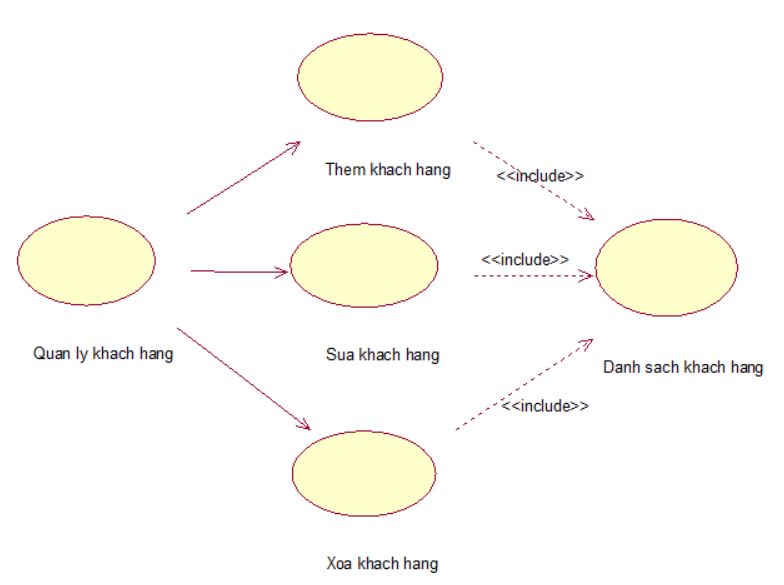 Them khach hang
<<include>>
<<include>>
Quan ly khach hang
Sua khach hang
Danh sach khach hang
<<include>>
Xoa khach hang